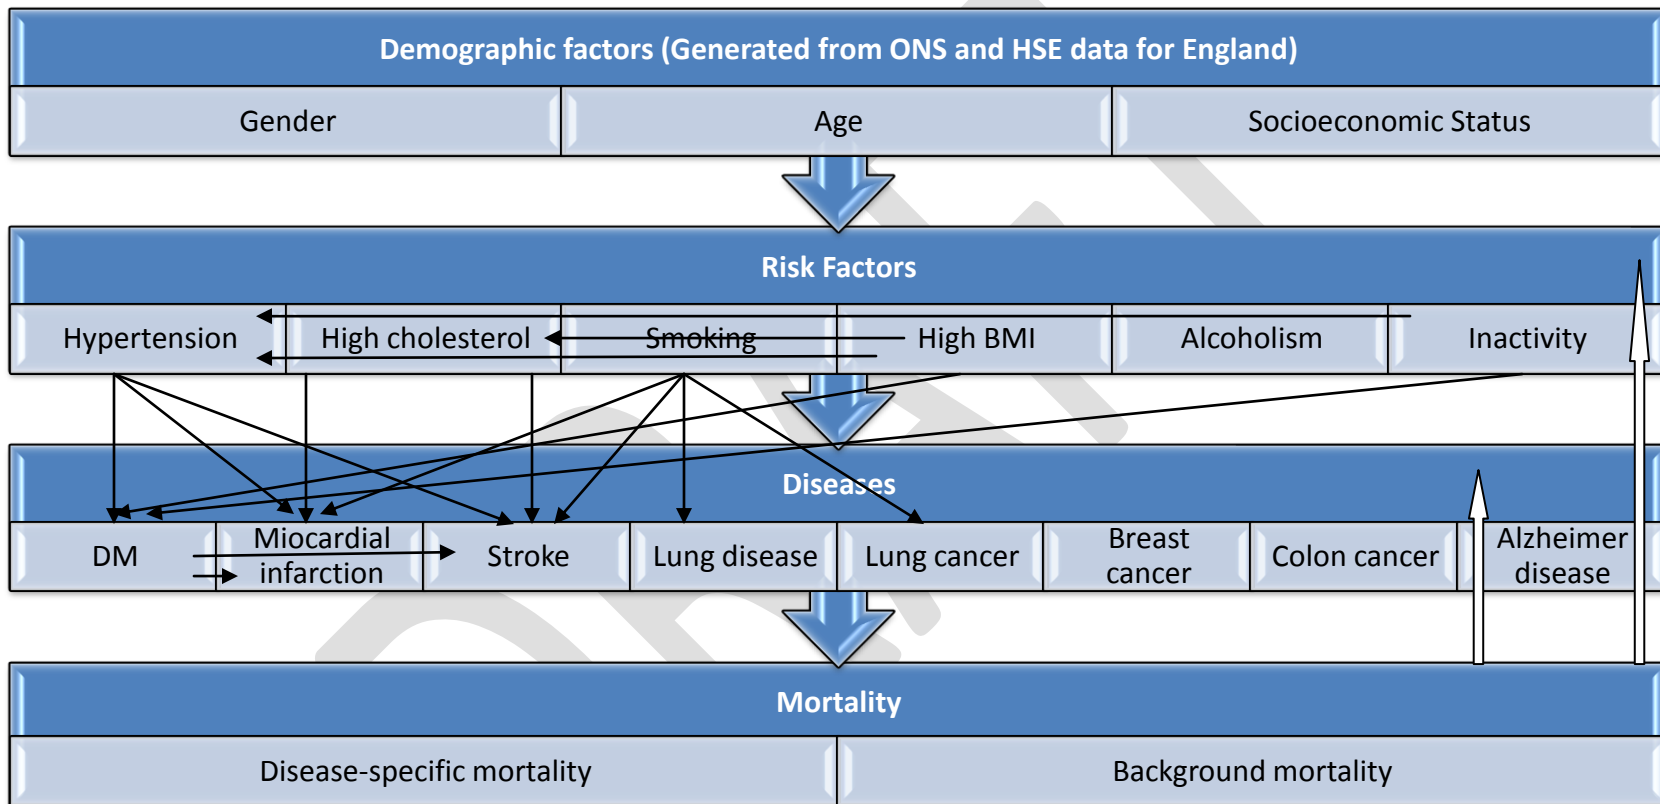 Demographic factors (Generated from ONS and HSE data for England)
Gender
Age
Socioeconomic Status
Risk Factors
Hypertension
High cholesterol
Smoking
High BMI
Alcoholism
Inactivity
Diseases
DM
Miocardial
infarction
Stroke
Lung disease
Lung cancer
Breast
cancer
Colon cancer
Alzheimer
disease
Mortality
Disease-specific mortality
Background mortality
DRAFT